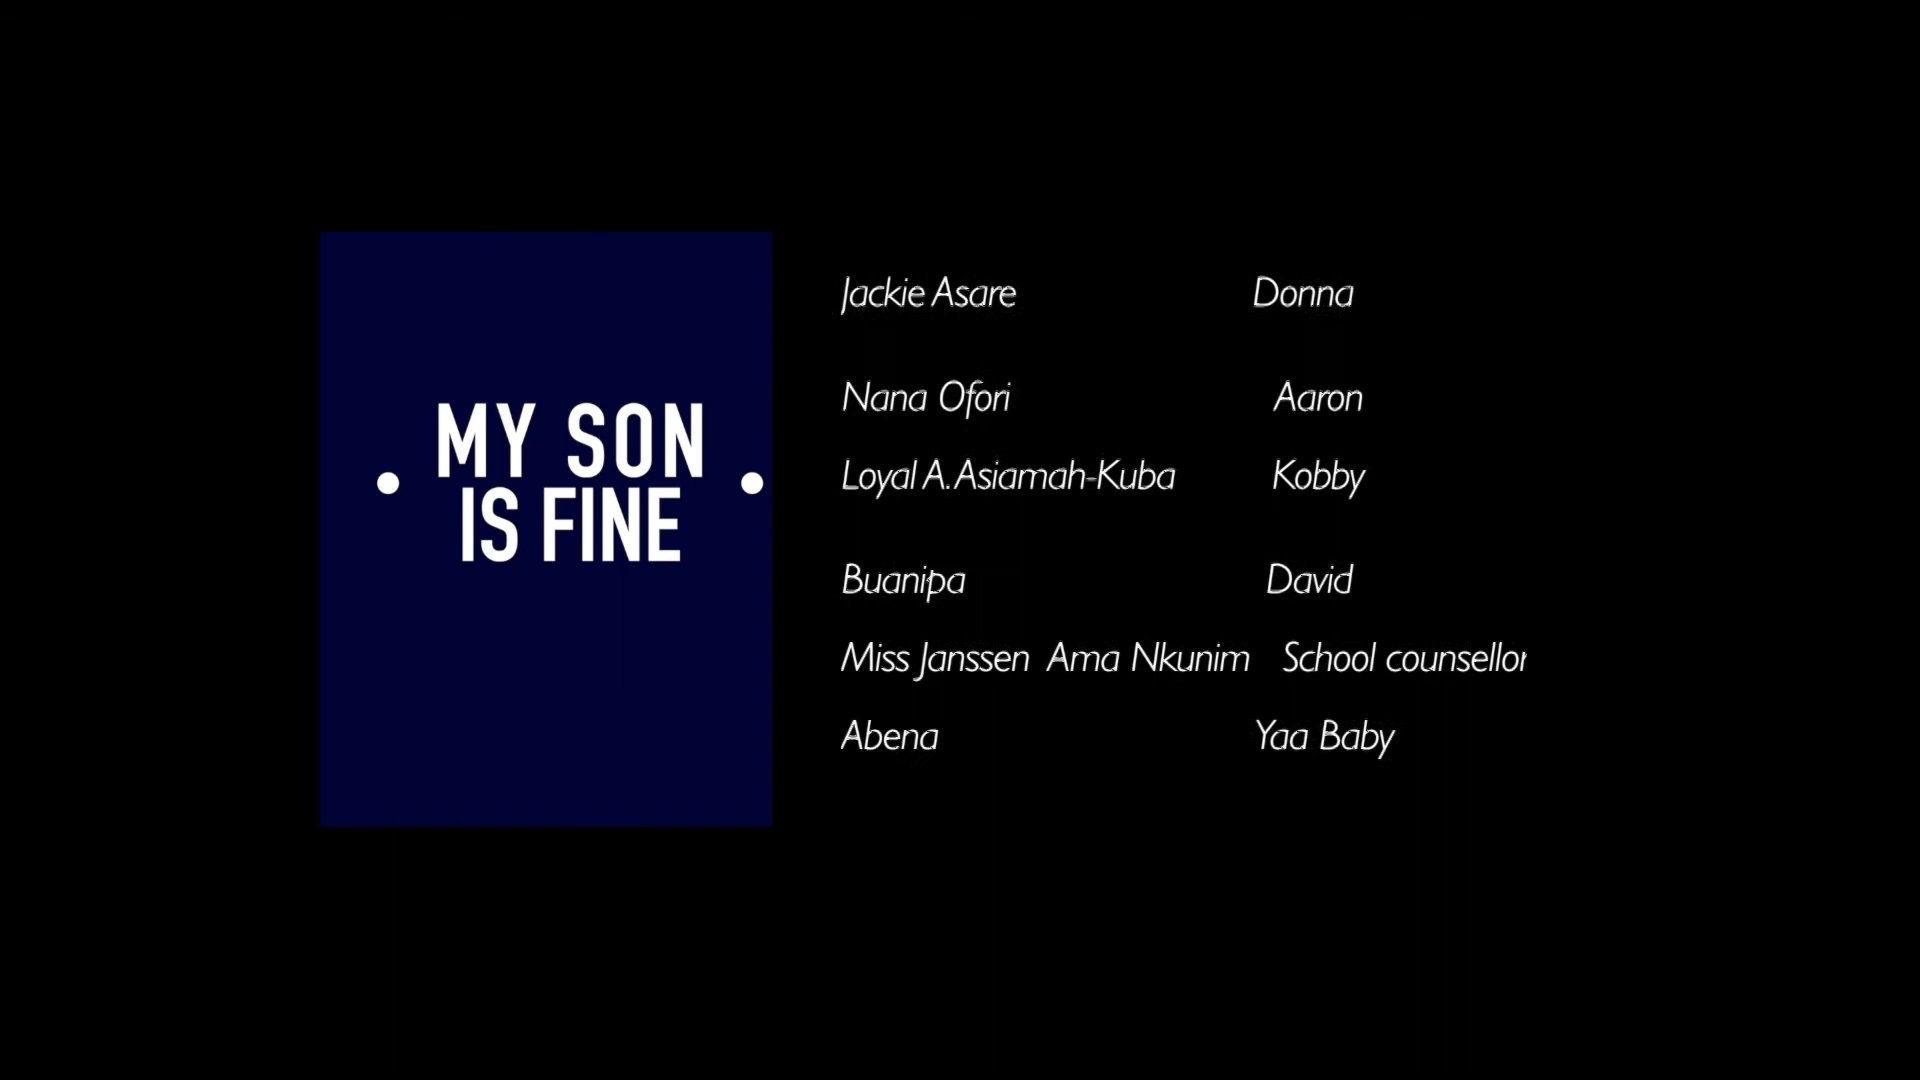 MY SON
IS FINE
Jackie Asare Donna
Nana Ofori Aaron
Loyal A. Asiamah-Kuba Kobby
Buanipa David
Miss Janssen Ama Nkunim School counsellor
Abena Yaa Baby